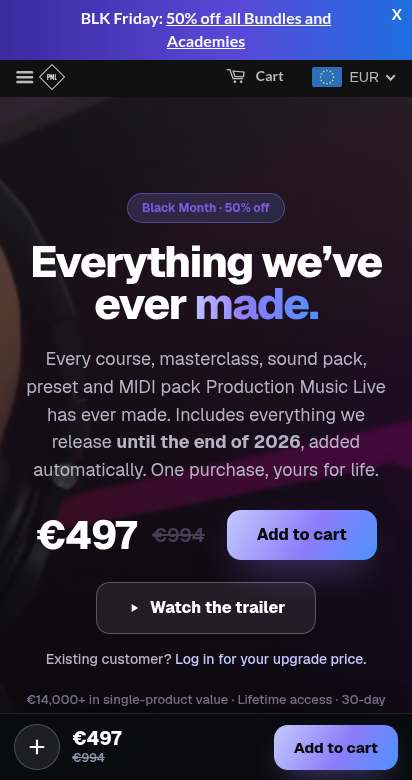 BLK Friday: 50% off all Bundles and
Academies
X
PML
Cart
EUR
Black Month · 50% off
Everything we've
ever made.
Every course, masterclass, sound pack,
preset and MIDI pack Production Music Live
has ever made. Includes everything we
release until the end of 2026, added
automatically. One purchase, yours for life.
€497 €994 Add to cart
Watch the trailer
Existing customer? Log in for your upgrade price.
€14,000+ in single-product value · Lifetime access · 30-day
€497
€994
Add to cart